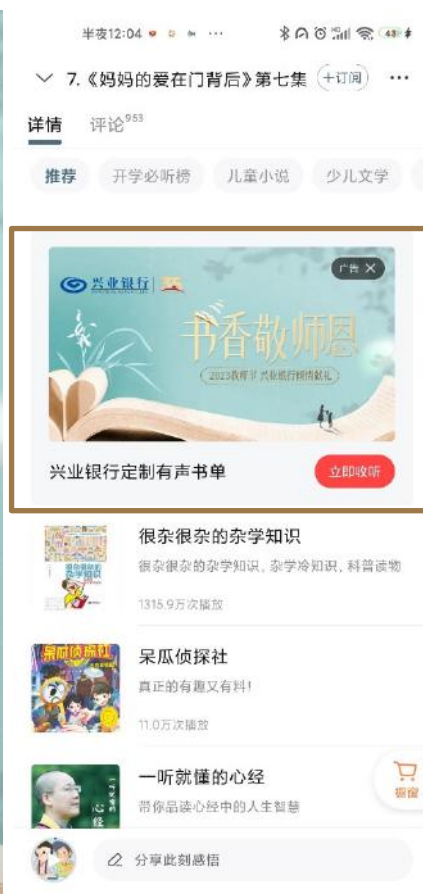 半夜12:04
43
7.《妈妈的爱在门背后》第七集 +订阅
详情 评论953
推荐 开学必听榜 儿童小说 少儿文学
兴业银行
广告 X
书香敬师恩
2023教师节 兴业银行倾情献礼
兴业银行定制有声书单
立即收听
很杂很杂的杂学知识
很杂很杂的杂学知识,杂学冷知识,科普读物
1315.9万次播放
呆瓜侦探社
真正的有趣又有料!
11.0万次播放
一听就懂的心经
带你品读心经中的人生智慧
橱窗
分享此刻感悟